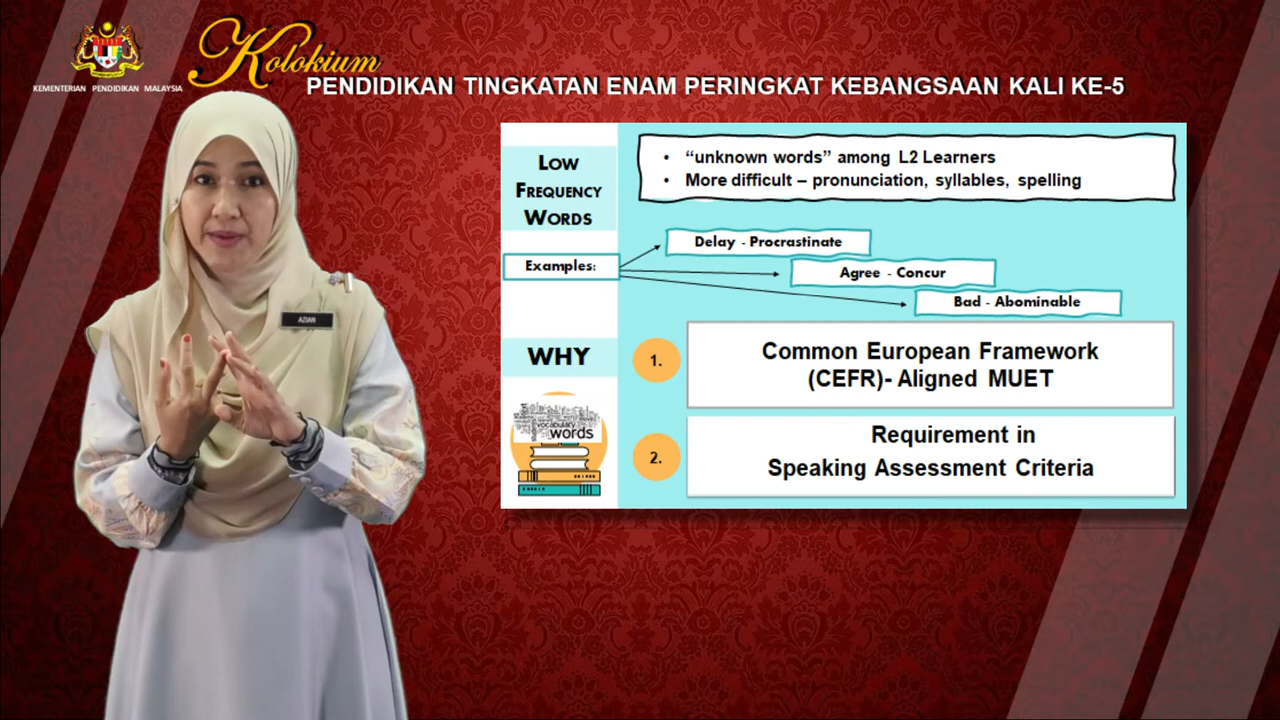 Kolokium
KEMENTERIAN PENDIDIKAN MALAYSIA
PENDIDIKAN TINGKATAN ENAM PERINGKAT KEBANGSAAN KALI KE-5
LOW
FREQUENCY
WORDS
• “unknown words” among L2 Learners
• More difficult – pronunciation, syllables, spelling
Examples:
Delay - Procrastinate
Agree - Concur
Bad - Abominable
AZIAN
WHY
1.
Common European Framework
(CEFR)- Aligned MUET
2.
Requirement in
Speaking Assessment Criteria
vocabulary
words